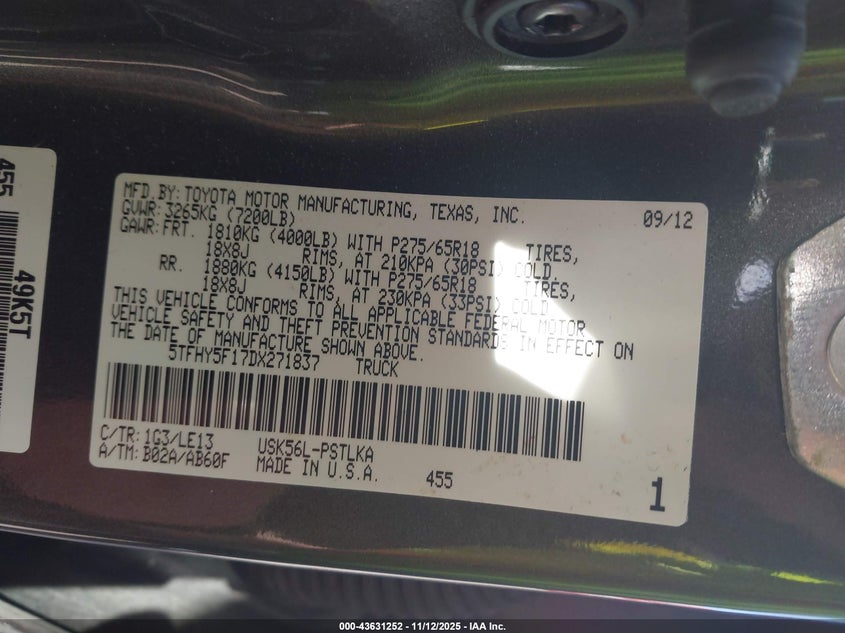 MFD.BY: TOYOTA MOTOR MANUFACTURING, TEXAS, INC. 09/12
GVWR: 3265KG (7200LB)
GAWR: FRT. 1810KG (4000LB) WITH P275/65R18 TIRES,
18X8J RIMS, AT 210KPA (30PSI) COLD.
RR. 1880KG (4150LB) WITH P275/65R18 TIRES,
18X8J RIMS, AT 230KPA (33PSI) COLD
THIS VEHICLE CONFORMS TO ALL APPLICABLE FEDERAL MOTOR
VEHICLE SAFETY AND THEFT PREVENTION STANDARDS IN EFFECT ON
THE DATE OF MANUFACTURE SHOWN ABOVE.
5TFHY5F17DX271837 TRUCK
C/TR: 1G3/LE13 USK56L-PSTLKA
A/TM: B02A/AB60F MADE IN U.S.A. 455
1
455
49K5T
000-43631252 - 11/12/2025 - IAA Inc.